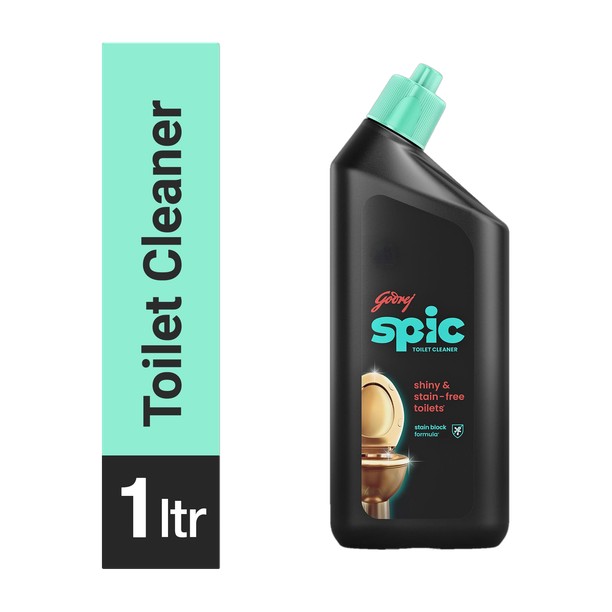 Toilet Cleaner
1 ltr
Godrej
spic
TOILET CLEANER
shiny &
stain-free
toilets*
stain block
formula*